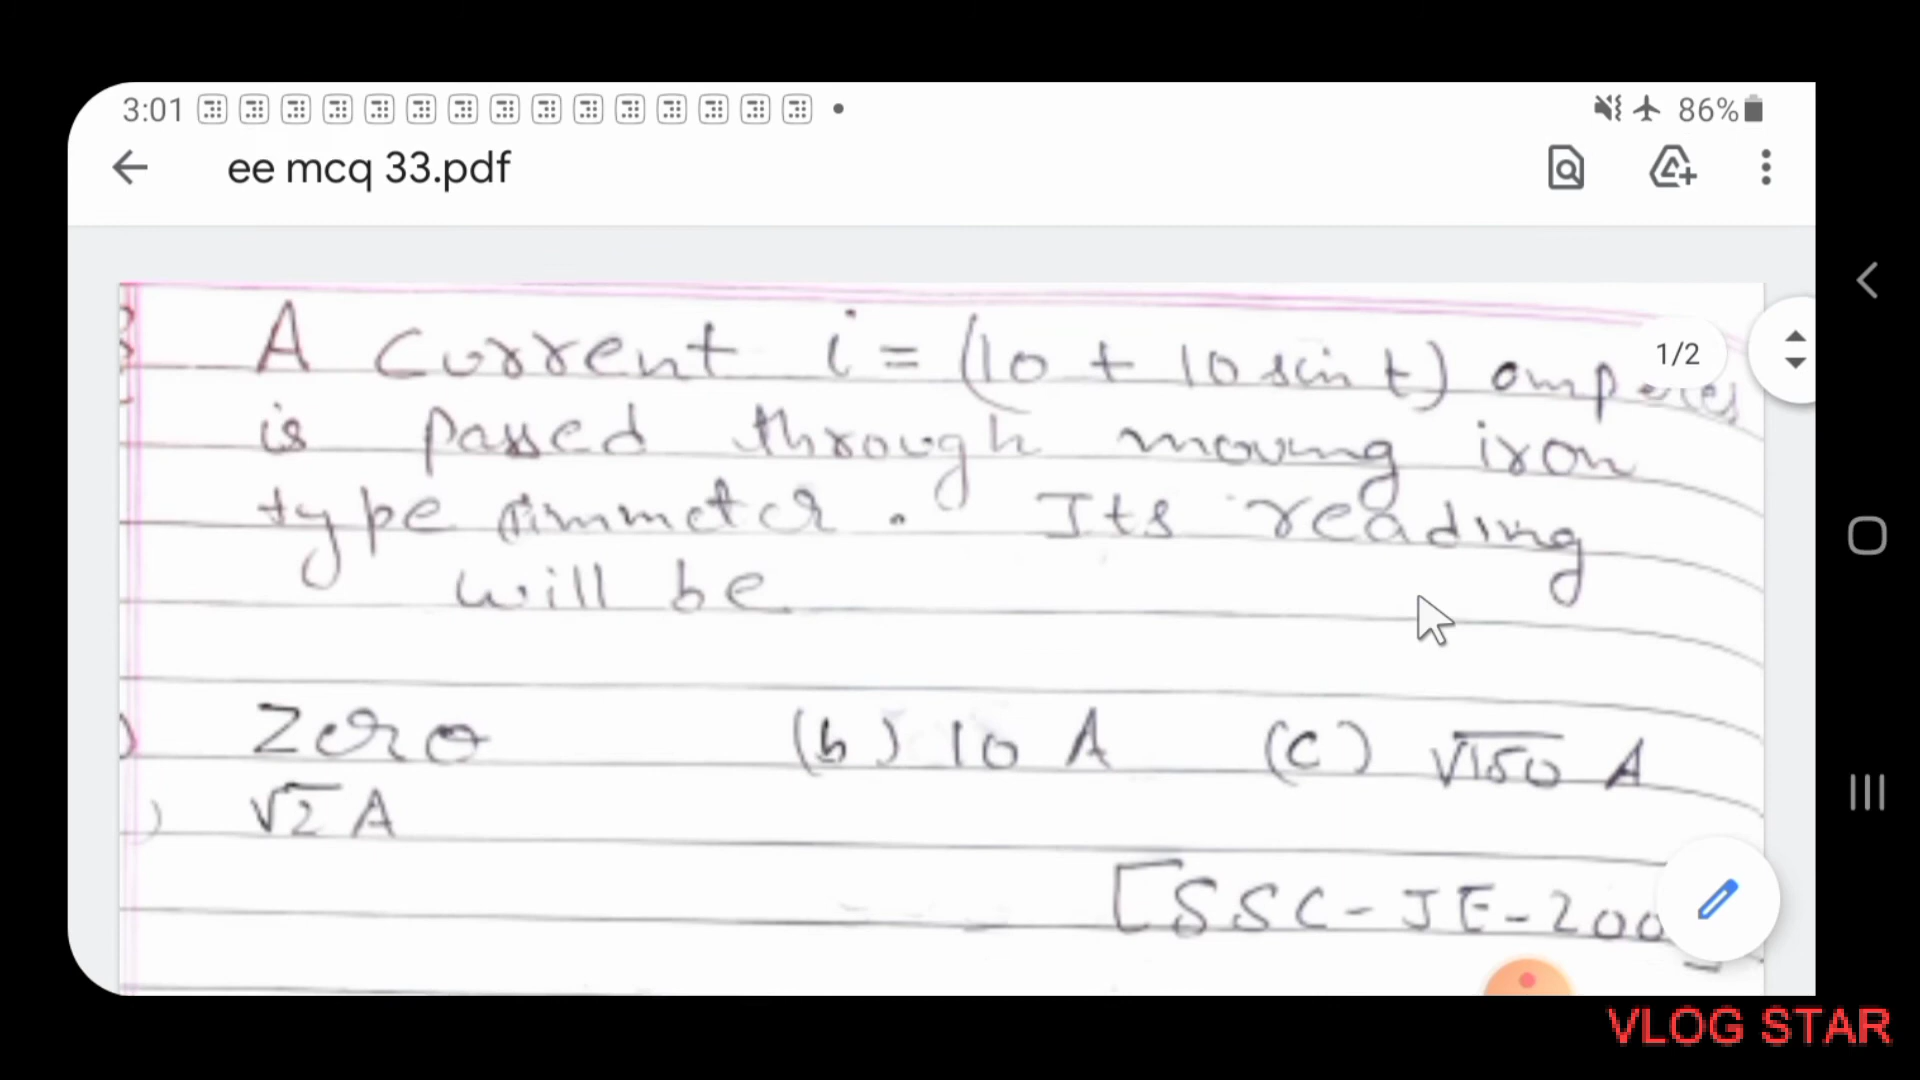 3:01 86%
ee mcq 33.pdf
1/2
A Current i = (10 + 10 sin t) amperes
is passed through moving iron
type Ammeter. Its reading
will be
Zero (b) 10 A (c) √150 A
) √2 A
[SSC-JE-200
VLOG STAR